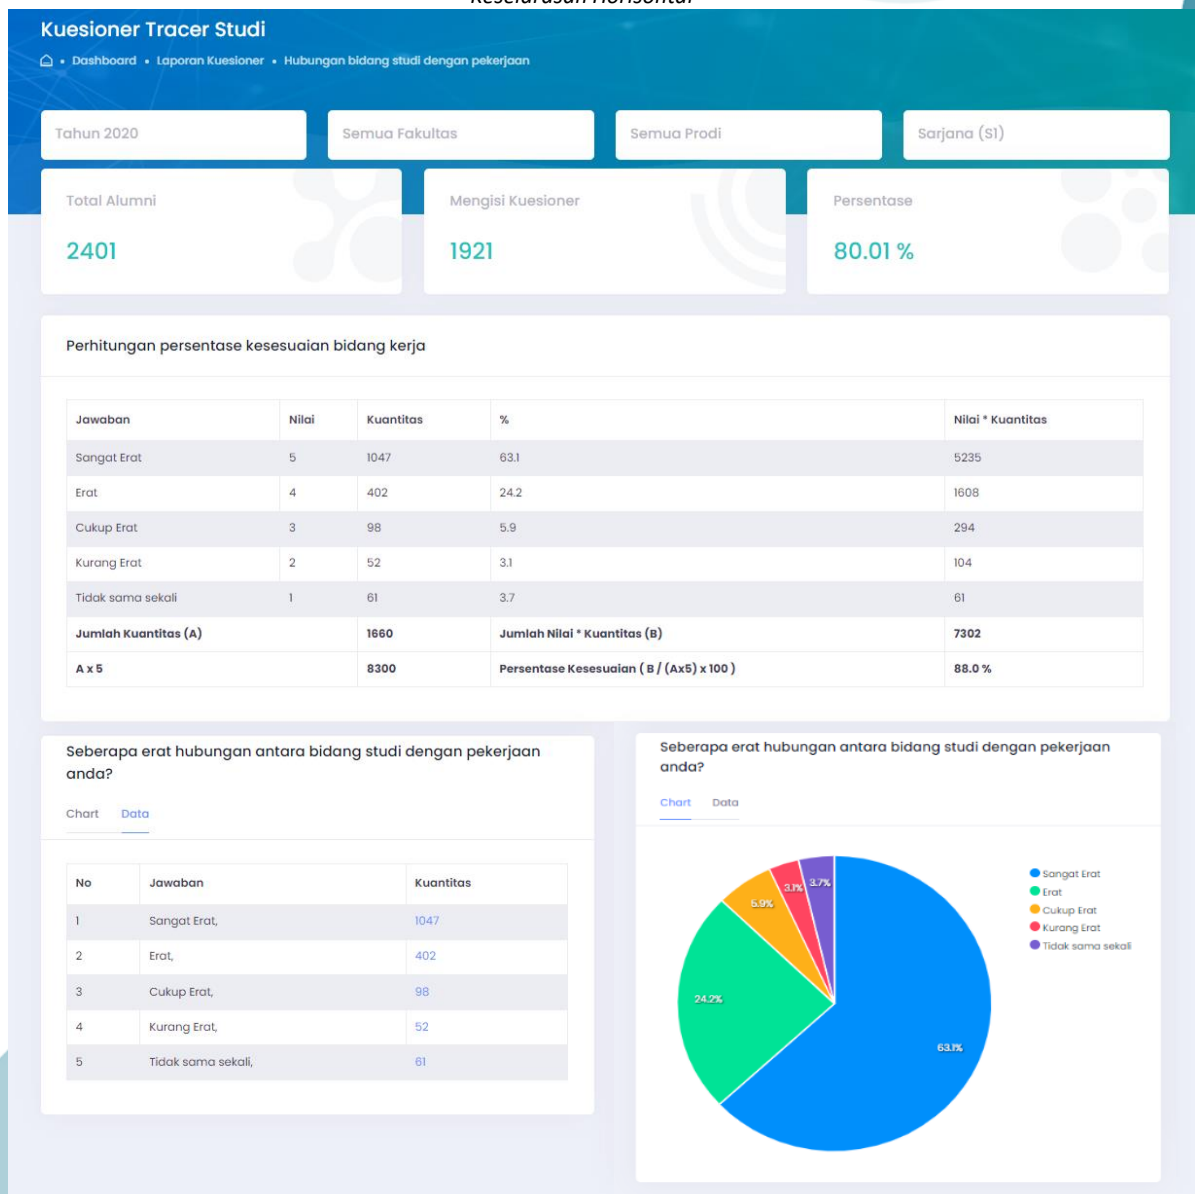 Keselarasan Horisontal
Kuesioner Tracer Studi
Dashboard • Laporan Kuesioner • Hubungan bidang studi dengan pekerjaan
Tahun 2020 Semua Fakultas Semua Prodi Sarjana (S1)
Total Alumni Mengisi Kuesioner Persentase
2401 1921 80.01 %
Perhitungan persentase kesesuaian bidang kerja
Jawaban Nilai Kuantitas % Nilai * Kuantitas
Sangat Erat 5 1047 63.1 5235
Erat 4 402 24.2 1608
Cukup Erat 3 98 5.9 294
Kurang Erat 2 52 3.1 104
Tidak sama sekali 1 61 3.7 61
Jumlah Kuantitas (A) 1660 Jumlah Nilai * Kuantitas (B) 7302
A x 5 8300 Persentase Kesesuaian ( B / (Ax5) x 100 ) 88.0 %
Seberapa erat hubungan antara bidang studi dengan pekerjaan
anda?
Chart Data
No Jawaban Kuantitas
1 Sangat Erat, 1047
2 Erat, 402
3 Cukup Erat, 98
4 Kurang Erat, 52
5 Tidak sama sekali, 61
Seberapa erat hubungan antara bidang studi dengan pekerjaan
anda?
Chart Data
3.7%
3.1%
5.9%
24.2%
63.1%
Sangat Erat
Erat
Cukup Erat
Kurang Erat
Tidak sama sekali